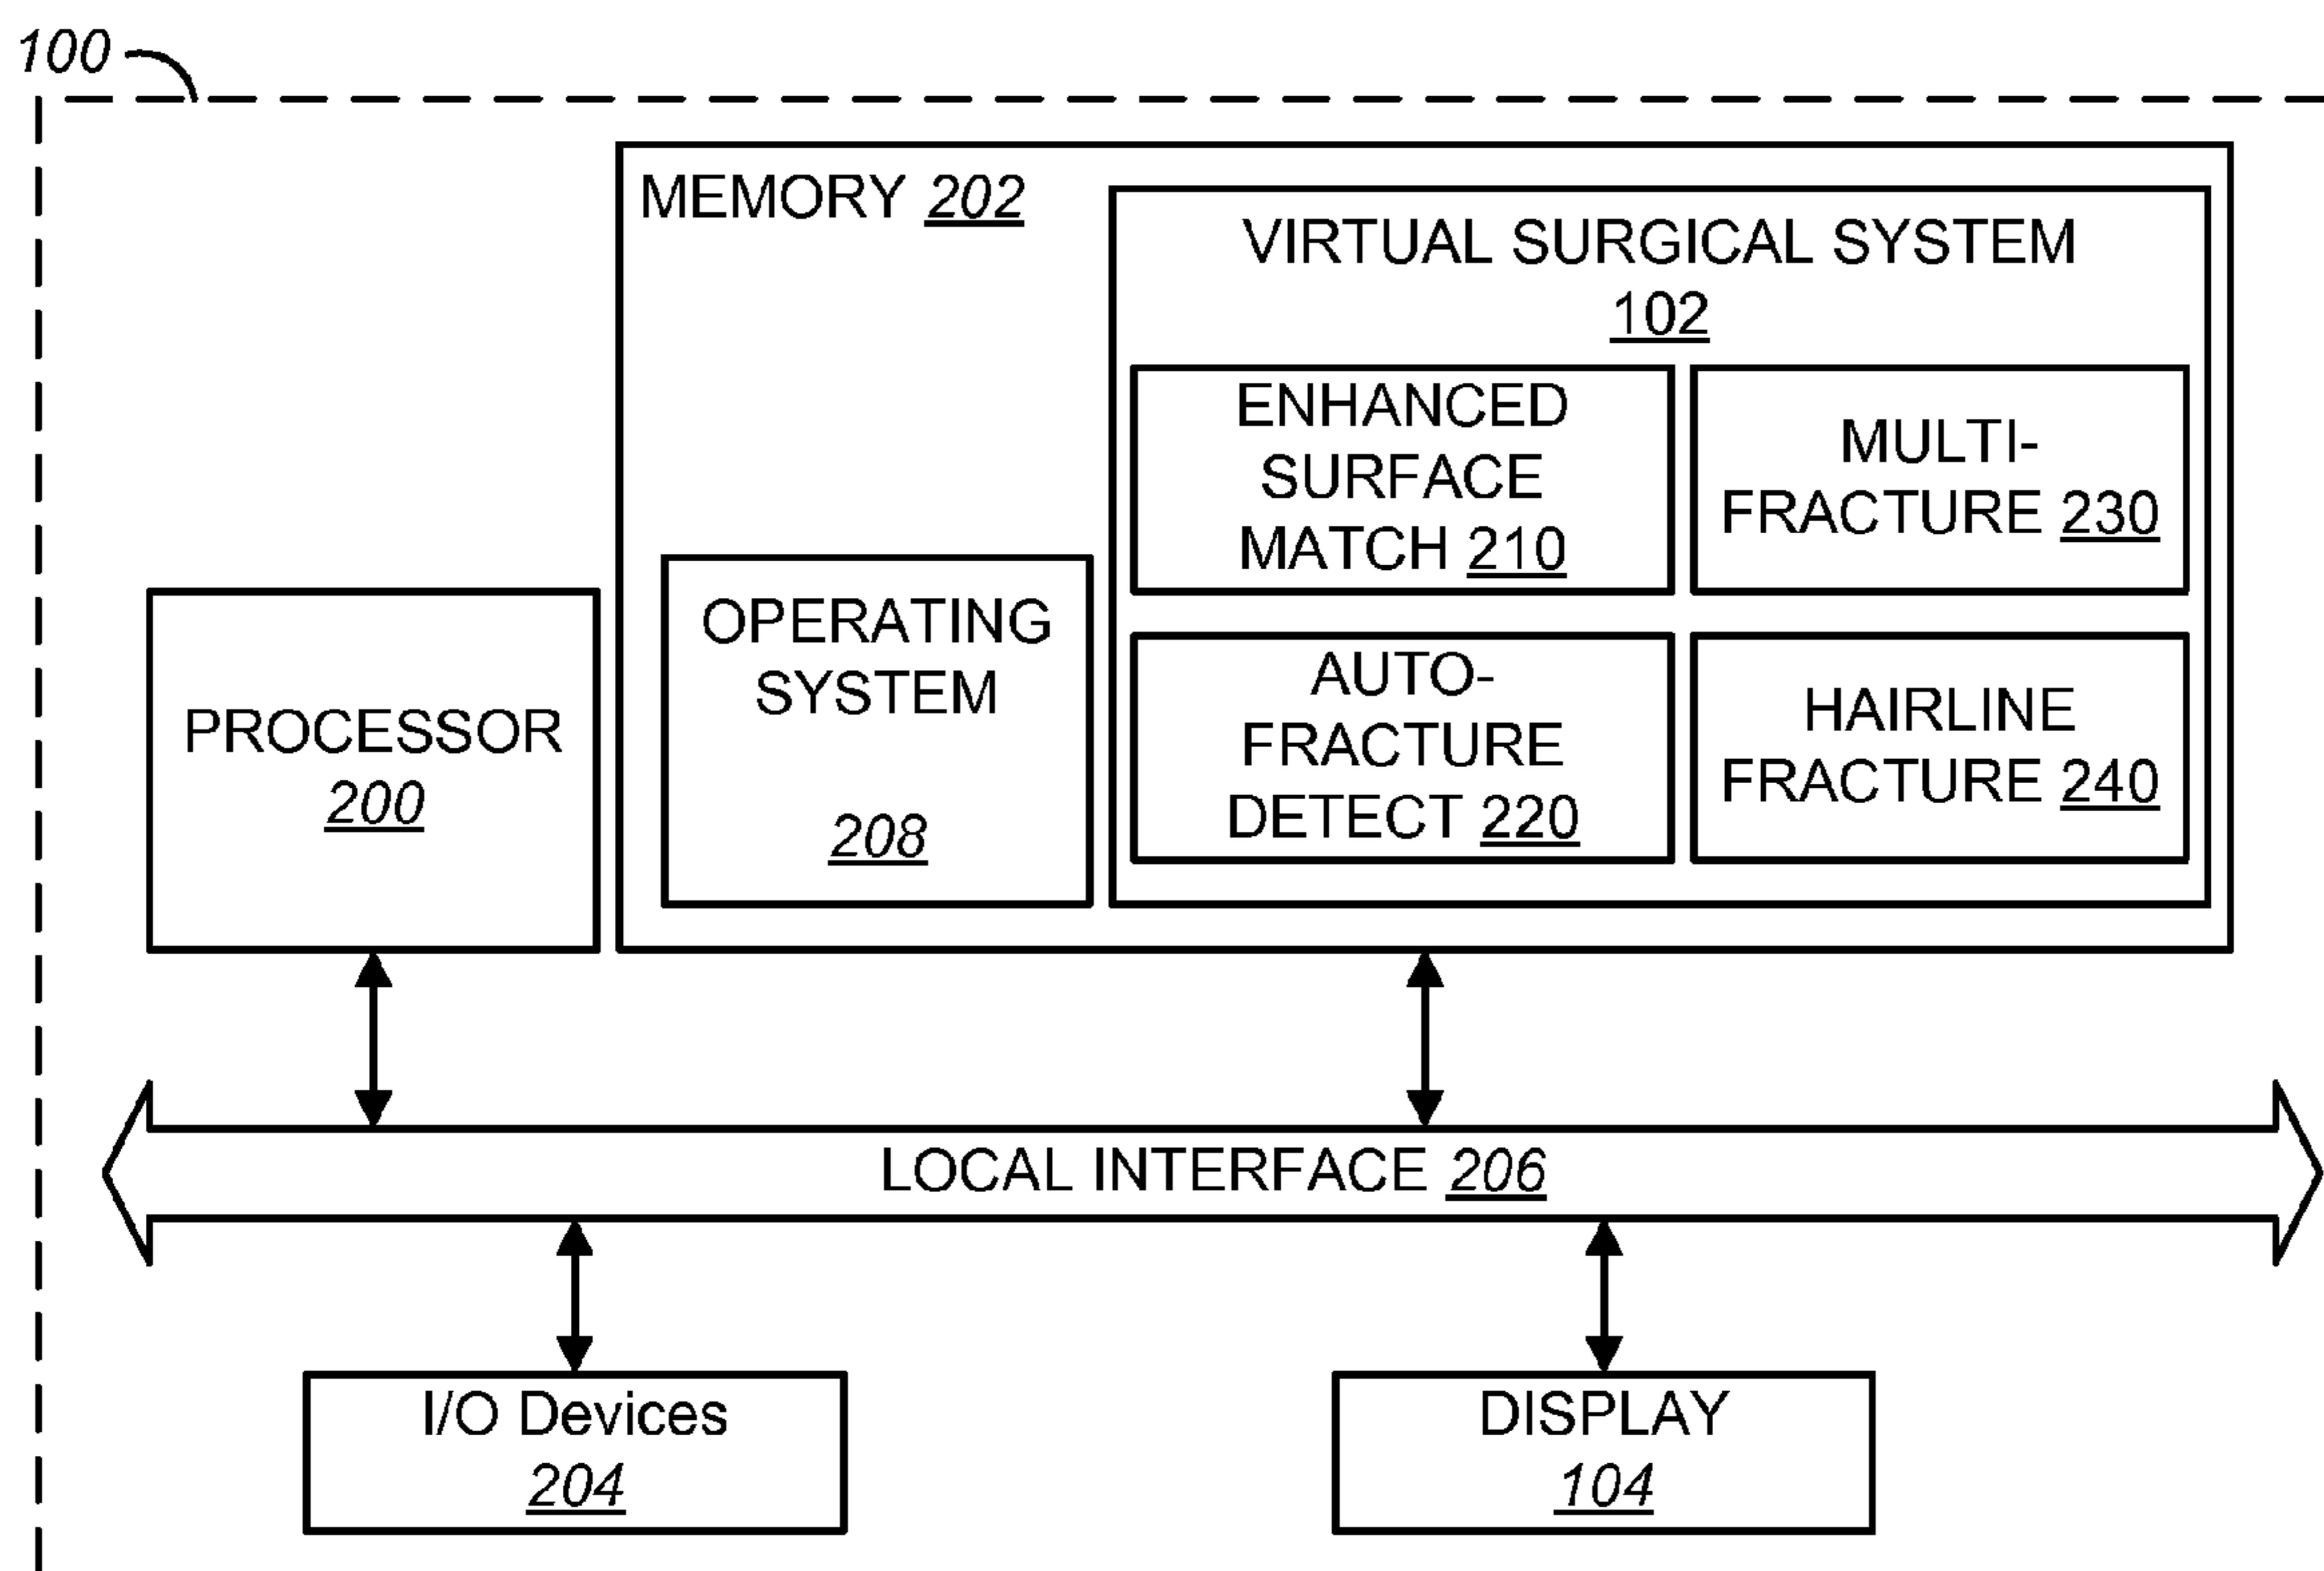 100
MEMORY 202
VIRTUAL SURGICAL SYSTEM
102
ENHANCED
SURFACE
MATCH 210
MULTI-
FRACTURE 230
OPERATING
SYSTEM
208
AUTO-
FRACTURE
DETECT 220
HAIRLINE
FRACTURE 240
PROCESSOR
200
LOCAL INTERFACE 206
I/O Devices
204
DISPLAY
104